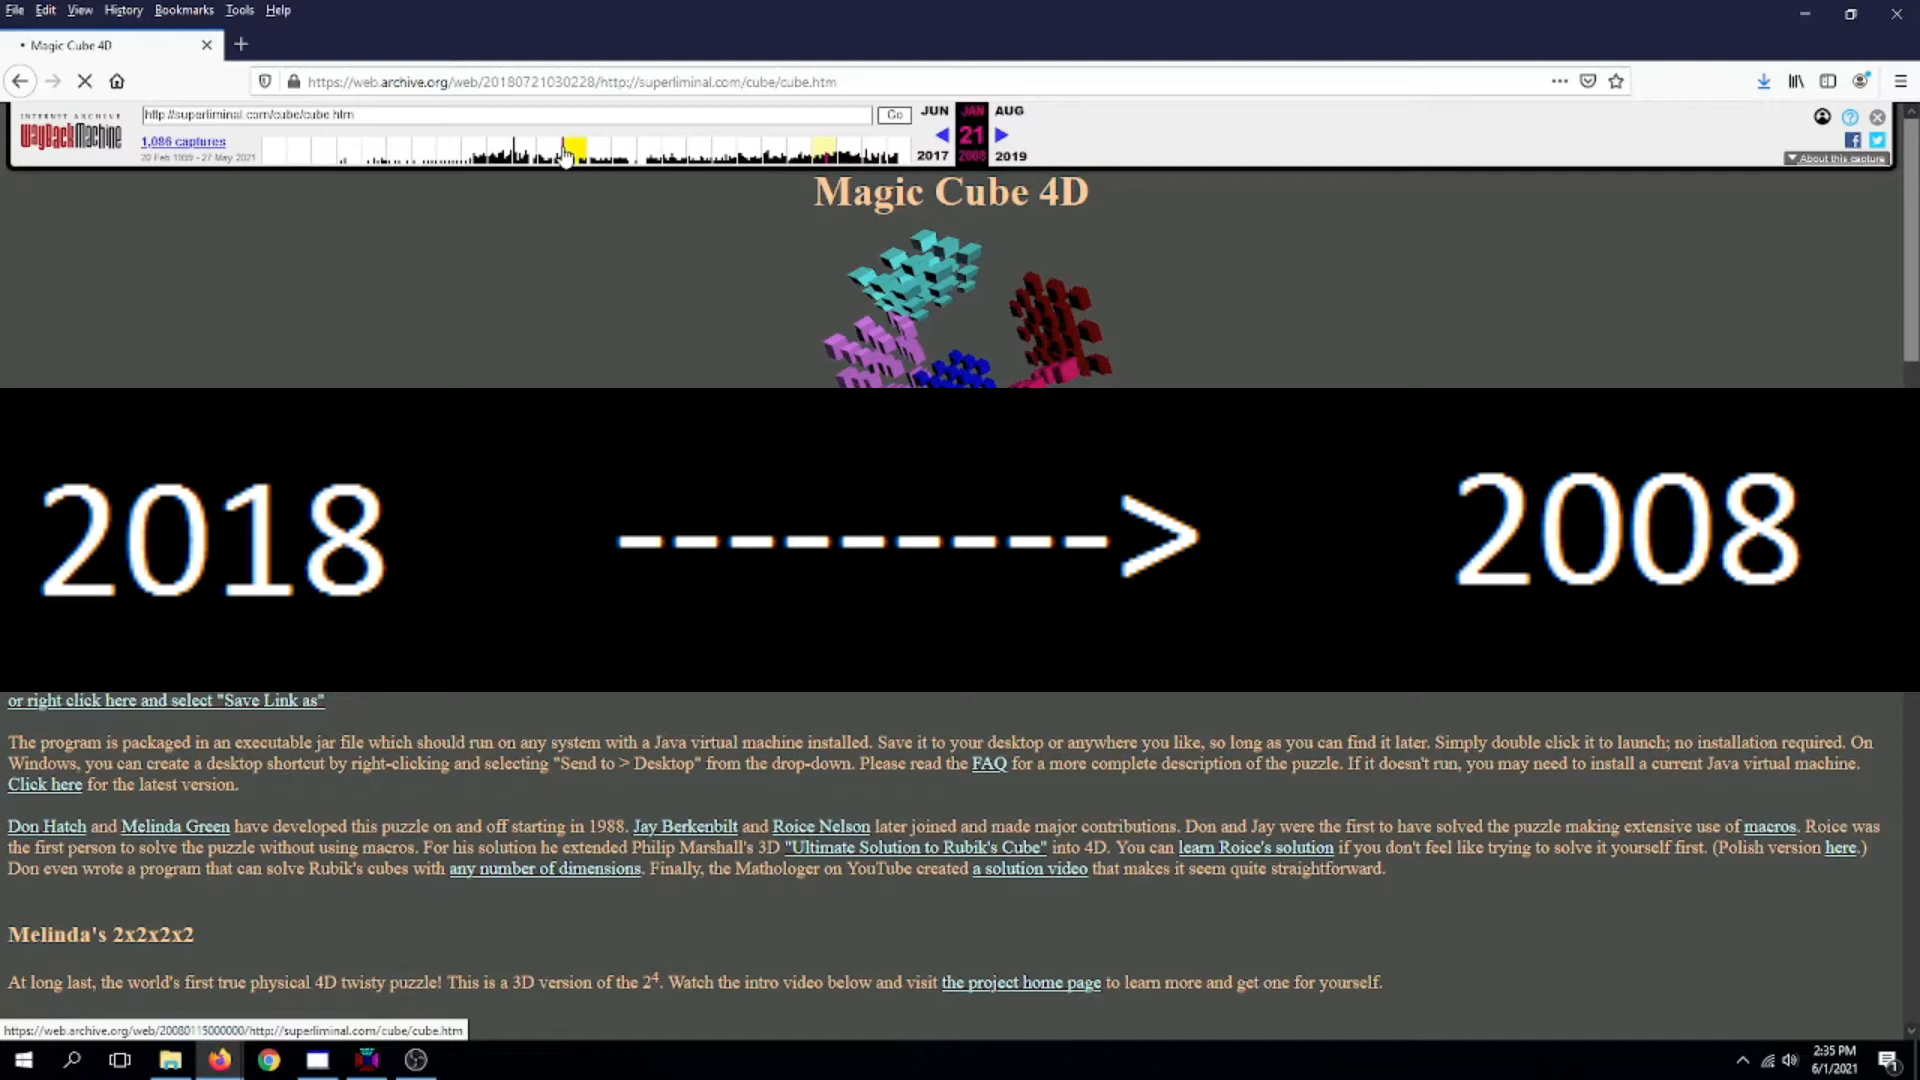 File Edit View History Bookmarks Tools Help
Magic Cube 4D
https://web.archive.org/web/20180721030228/http://superliminal.com/cube/cube.htm
INTERNET ARCHIVE
WayBackMachine
http://superliminal.com/cube/cube.htm
Go
JUN JAN AUG
1,086 captures
21
20 Feb 1999 - 27 May 2021
2017 2008 2019
About this capture
Magic Cube 4D
2018 ---------> 2008
or right click here and select "Save Link as"
The program is packaged in an executable jar file which should run on any system with a Java virtual machine installed. Save it to your desktop or anywhere you like, so long as you can find it later. Simply double click it to launch; no installation required. On
Windows, you can create a desktop shortcut by right-clicking and selecting "Send to > Desktop" from the drop-down. Please read the FAQ for a more complete description of the puzzle. If it doesn't run, you may need to install a current Java virtual machine.
Click here for the latest version.
Don Hatch and Melinda Green have developed this puzzle on and off starting in 1988. Jay Berkenbilt and Roice Nelson later joined and made major contributions. Don and Jay were the first to have solved the puzzle making extensive use of macros. Roice was
the first person to solve the puzzle without using macros. For his solution he extended Philip Marshall's 3D "Ultimate Solution to Rubik's Cube" into 4D. You can learn Roice's solution if you don't feel like trying to solve it yourself first. (Polish version here.)
Don even wrote a program that can solve Rubik's cubes with any number of dimensions. Finally, the Mathologer on YouTube created a solution video that makes it seem quite straightforward.
Melinda's 2x2x2x2
At long last, the world's first true physical 4D twisty puzzle! This is a 3D version of the 2⁴. Watch the intro video below and visit the project home page to learn more and get one for yourself.
https://web.archive.org/web/20080115000000/http://superliminal.com/cube/cube.htm
2:35 PM
6/1/2021
1